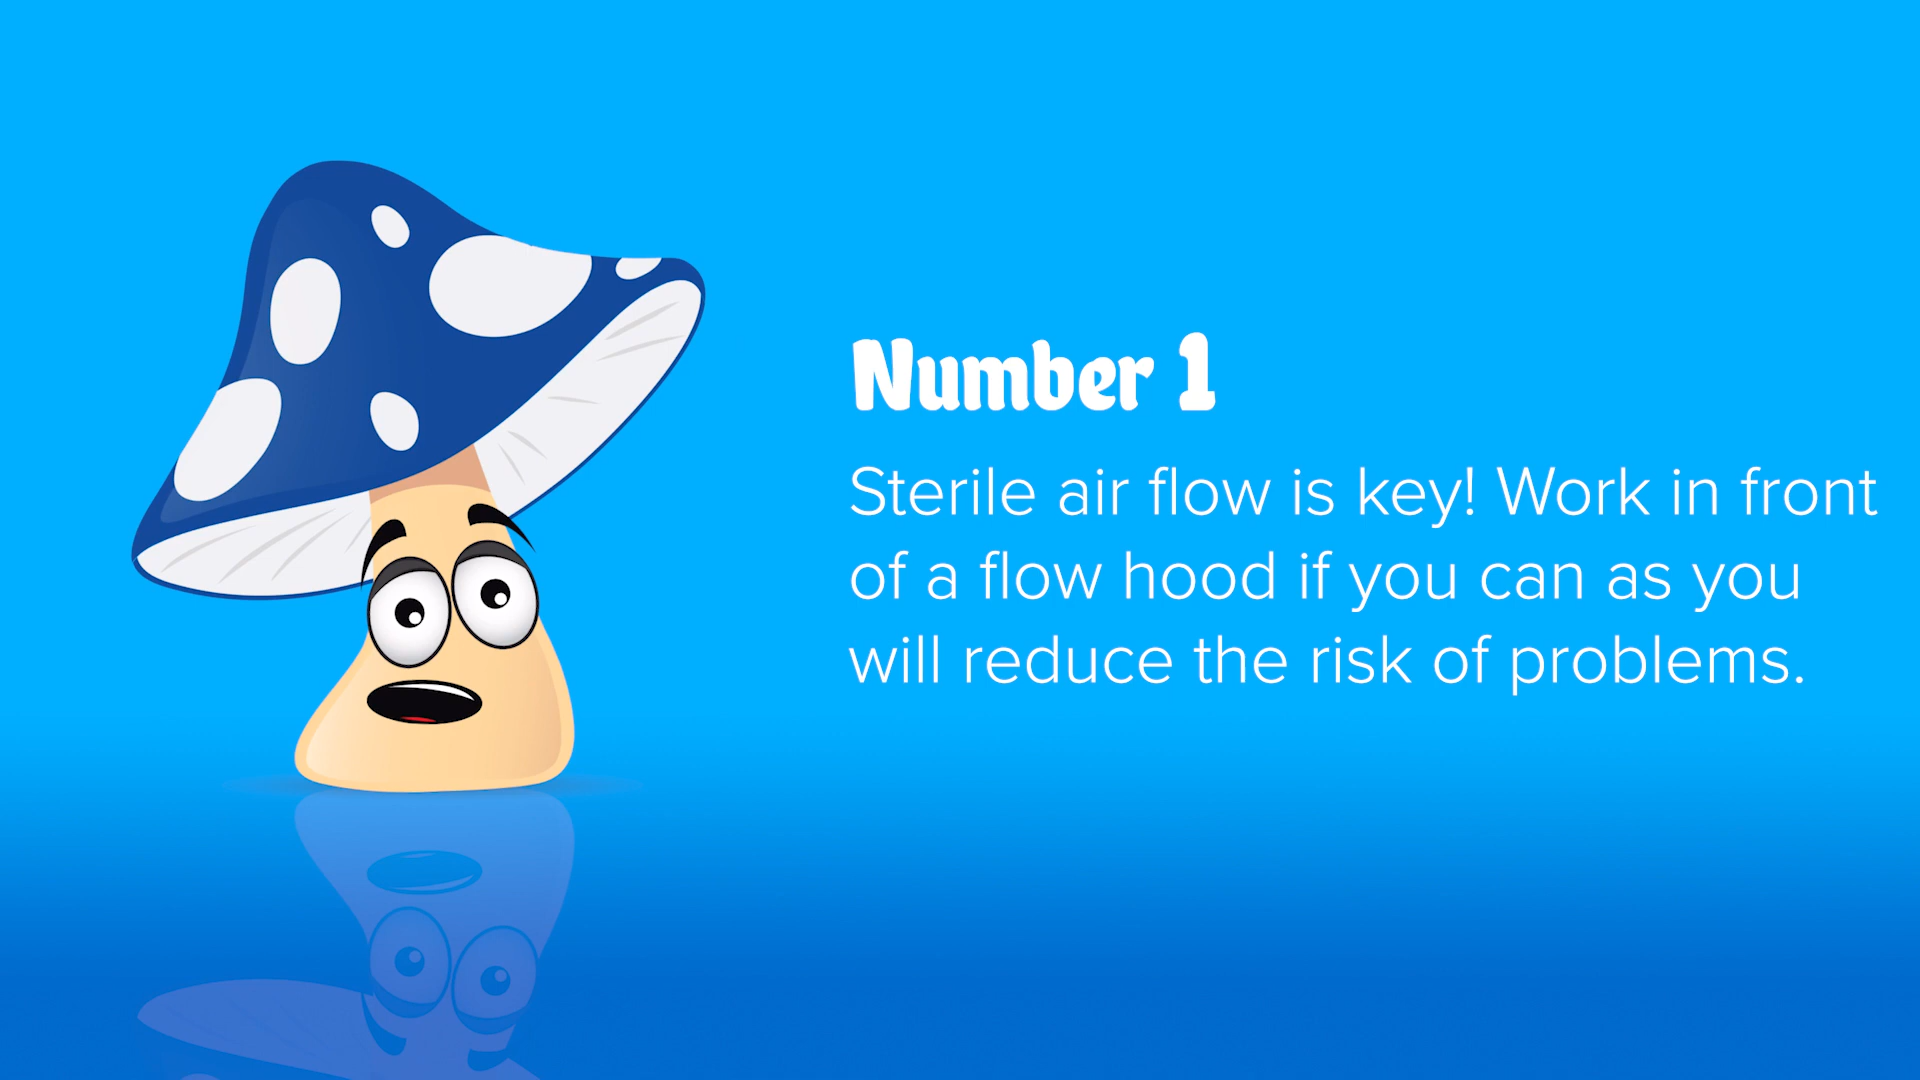 Number 1
Sterile air flow is key! Work in front
of a flow hood if you can as you
will reduce the risk of problems.